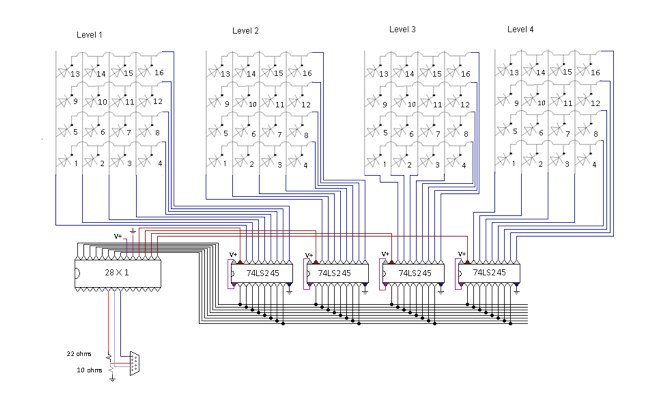 Level 1 Level 2 Level 3 Level 4
13 14 15 16 13 14 15 16 13 14 15 16 13 14 15 16
9 10 11 12 9 10 11 12 9 10 11 12 9 10 11 12
5 6 7 8 5 6 7 8 5 6 7 8 5 6 7 8
1 2 3 4 1 2 3 4 1 2 3 4 1 2 3 4
V+
V+ V+ V+ V+
28×1 74LS245 74LS245 74LS245 74LS245
22 ohms
10 ohms